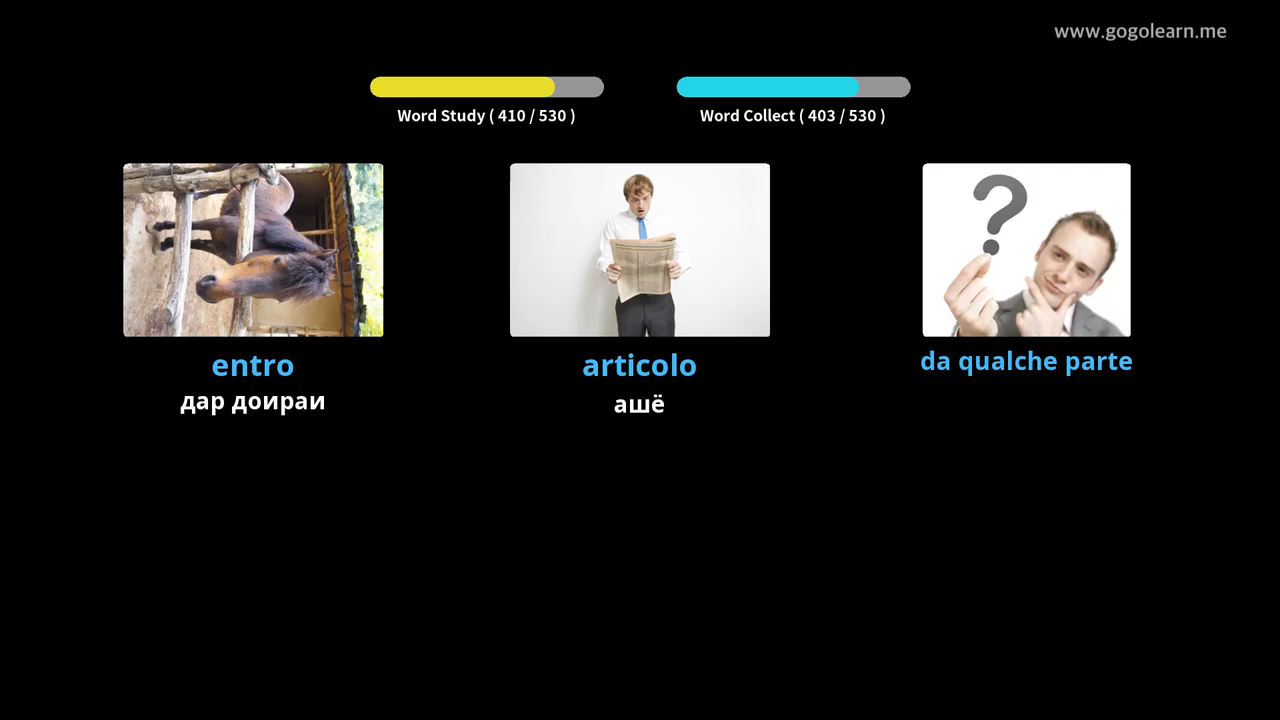 www.gogolearn.me
Word Study ( 410 / 530 )
Word Collect ( 403 / 530 )
entro
articolo
da qualche parte
дар доираи
ашё